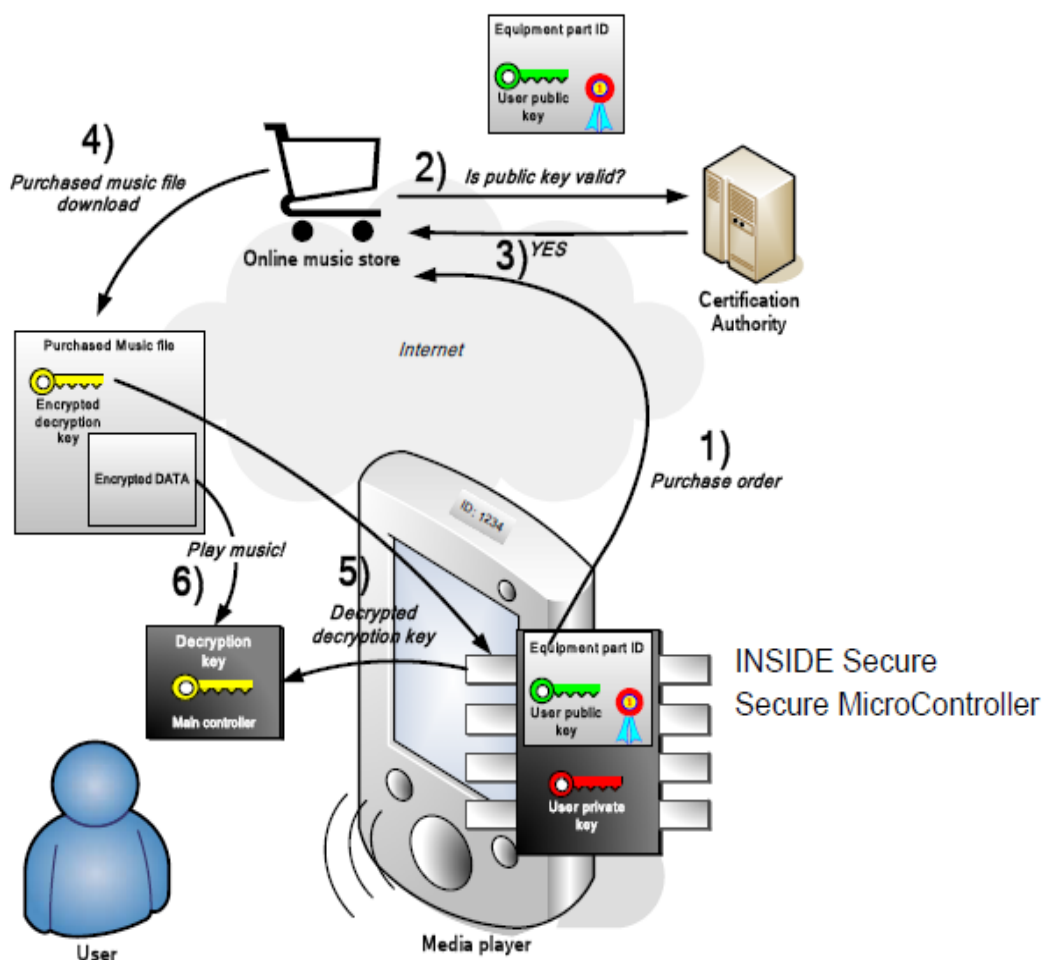 Equipment part ID
User public
key
1
4)
Purchased music file
download
2)
Is public key valid?
3)
YES
Online music store
Certification
Authority
Internet
Purchased Music file
Encrypted
decryption
key
Encrypted DATA
1)
Purchase order
ID: 1234
Play music!
6)
5)
Decrypted
decryption key
Decryption
key
Main controller
Equipment part ID
User public
key
1
User private
key
INSIDE Secure
Secure MicroController
User
Media player